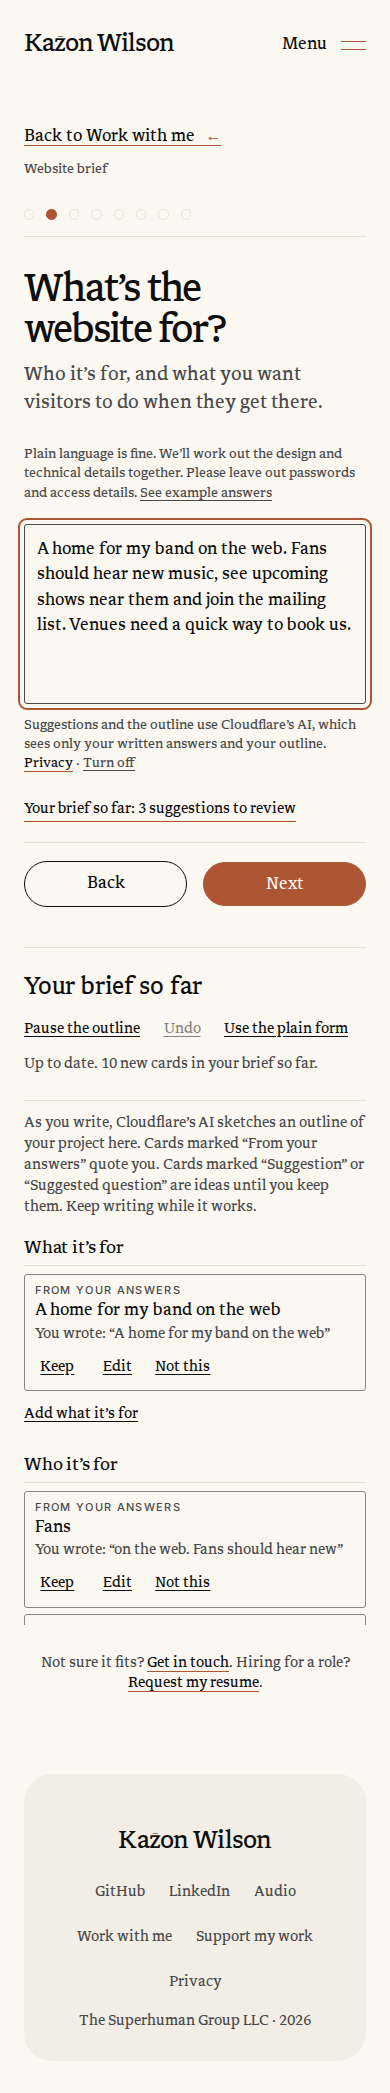 Kažon Wilson
Menu
Back to Work with me ←
Website brief
What’s the
website for?
Who it’s for, and what you want
visitors to do when they get there.
Plain language is fine. We’ll work out the design and
technical details together. Please leave out passwords
and access details. See example answers
A home for my band on the web. Fans
should hear new music, see upcoming
shows near them and join the mailing
list. Venues need a quick way to book us.
Suggestions and the outline use Cloudflare’s AI, which
sees only your written answers and your outline.
Privacy · Turn off
Your brief so far: 3 suggestions to review
Back
Next
Your brief so far
Pause the outline
Undo
Use the plain form
Up to date. 10 new cards in your brief so far.
As you write, Cloudflare’s AI sketches an outline of
your project here. Cards marked “From your
answers” quote you. Cards marked “Suggestion” or
“Suggested question” are ideas until you keep
them. Keep writing while it works.
What it’s for
FROM YOUR ANSWERS
A home for my band on the web
You wrote: “A home for my band on the web”
Keep
Edit
Not this
Add what it’s for
Who it’s for
FROM YOUR ANSWERS
Fans
You wrote: “on the web. Fans should hear new”
Keep
Edit
Not this
Not sure it fits? Get in touch. Hiring for a role?
Request my resume.
Kažon Wilson
GitHub
LinkedIn
Audio
Work with me
Support my work
Privacy
The Superhuman Group LLC · 2026